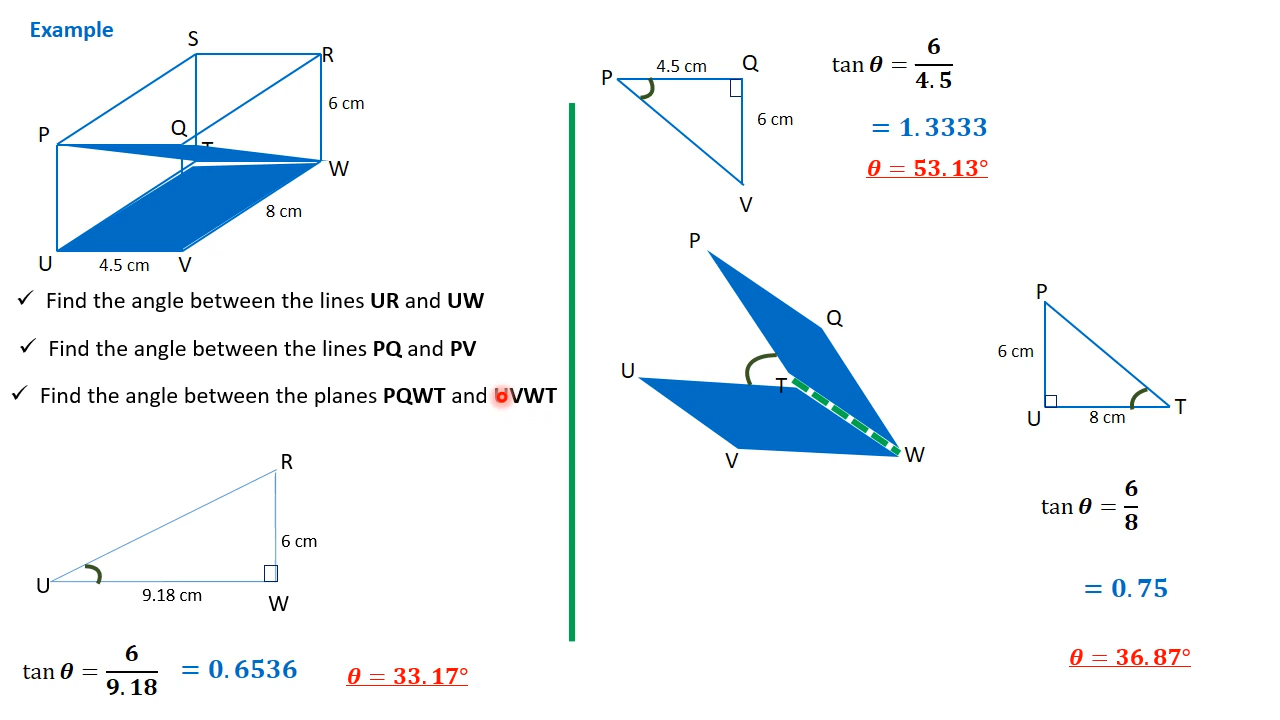 Example
S
R
6 cm
P
Q
T
W
8 cm
U
4.5 cm
V
✓ Find the angle between the lines UR and UW
✓ Find the angle between the lines PQ and PV
✓ Find the angle between the planes PQWT and UVWT
R
6 cm
U
9.18 cm
W
tan θ = 6/9.18 = 0.6536 θ = 33.17°
P
4.5 cm
Q
6 cm
V
tan θ = 6/4.5
= 1.3333
θ = 53.13°
P
Q
U
T
V
W
P
6 cm
U
8 cm
T
tan θ = 6/8
= 0.75
θ = 36.87°